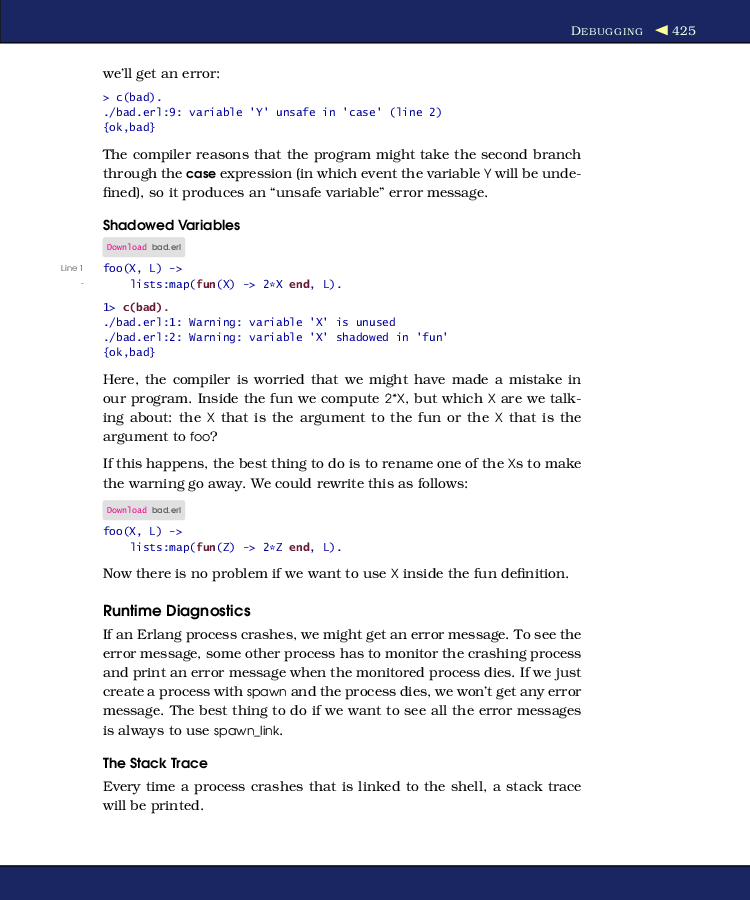 DEBUGGING ◀ 425
we'll get an error:
> c(bad).
./bad.erl:9: variable 'Y' unsafe in 'case' (line 2)
{ok,bad}
The compiler reasons that the program might take the second branch
through the case expression (in which event the variable Y will be unde-
fined), so it produces an “unsafe variable” error message.
Shadowed Variables
Download bad.erl
Line 1 foo(X, L) ->
- lists:map(fun(X) -> 2*X end, L).
1> c(bad).
./bad.erl:1: Warning: variable 'X' is unused
./bad.erl:2: Warning: variable 'X' shadowed in 'fun'
{ok,bad}
Here, the compiler is worried that we might have made a mistake in
our program. Inside the fun we compute 2*X, but which X are we talk-
ing about: the X that is the argument to the fun or the X that is the
argument to foo?
If this happens, the best thing to do is to rename one of the Xs to make
the warning go away. We could rewrite this as follows:
Download bad.erl
foo(X, L) ->
lists:map(fun(Z) -> 2*Z end, L).
Now there is no problem if we want to use X inside the fun definition.
Runtime Diagnostics
If an Erlang process crashes, we might get an error message. To see the
error message, some other process has to monitor the crashing process
and print an error message when the monitored process dies. If we just
create a process with spawn and the process dies, we won't get any error
message. The best thing to do if we want to see all the error messages
is always to use spawn_link.
The Stack Trace
Every time a process crashes that is linked to the shell, a stack trace
will be printed.